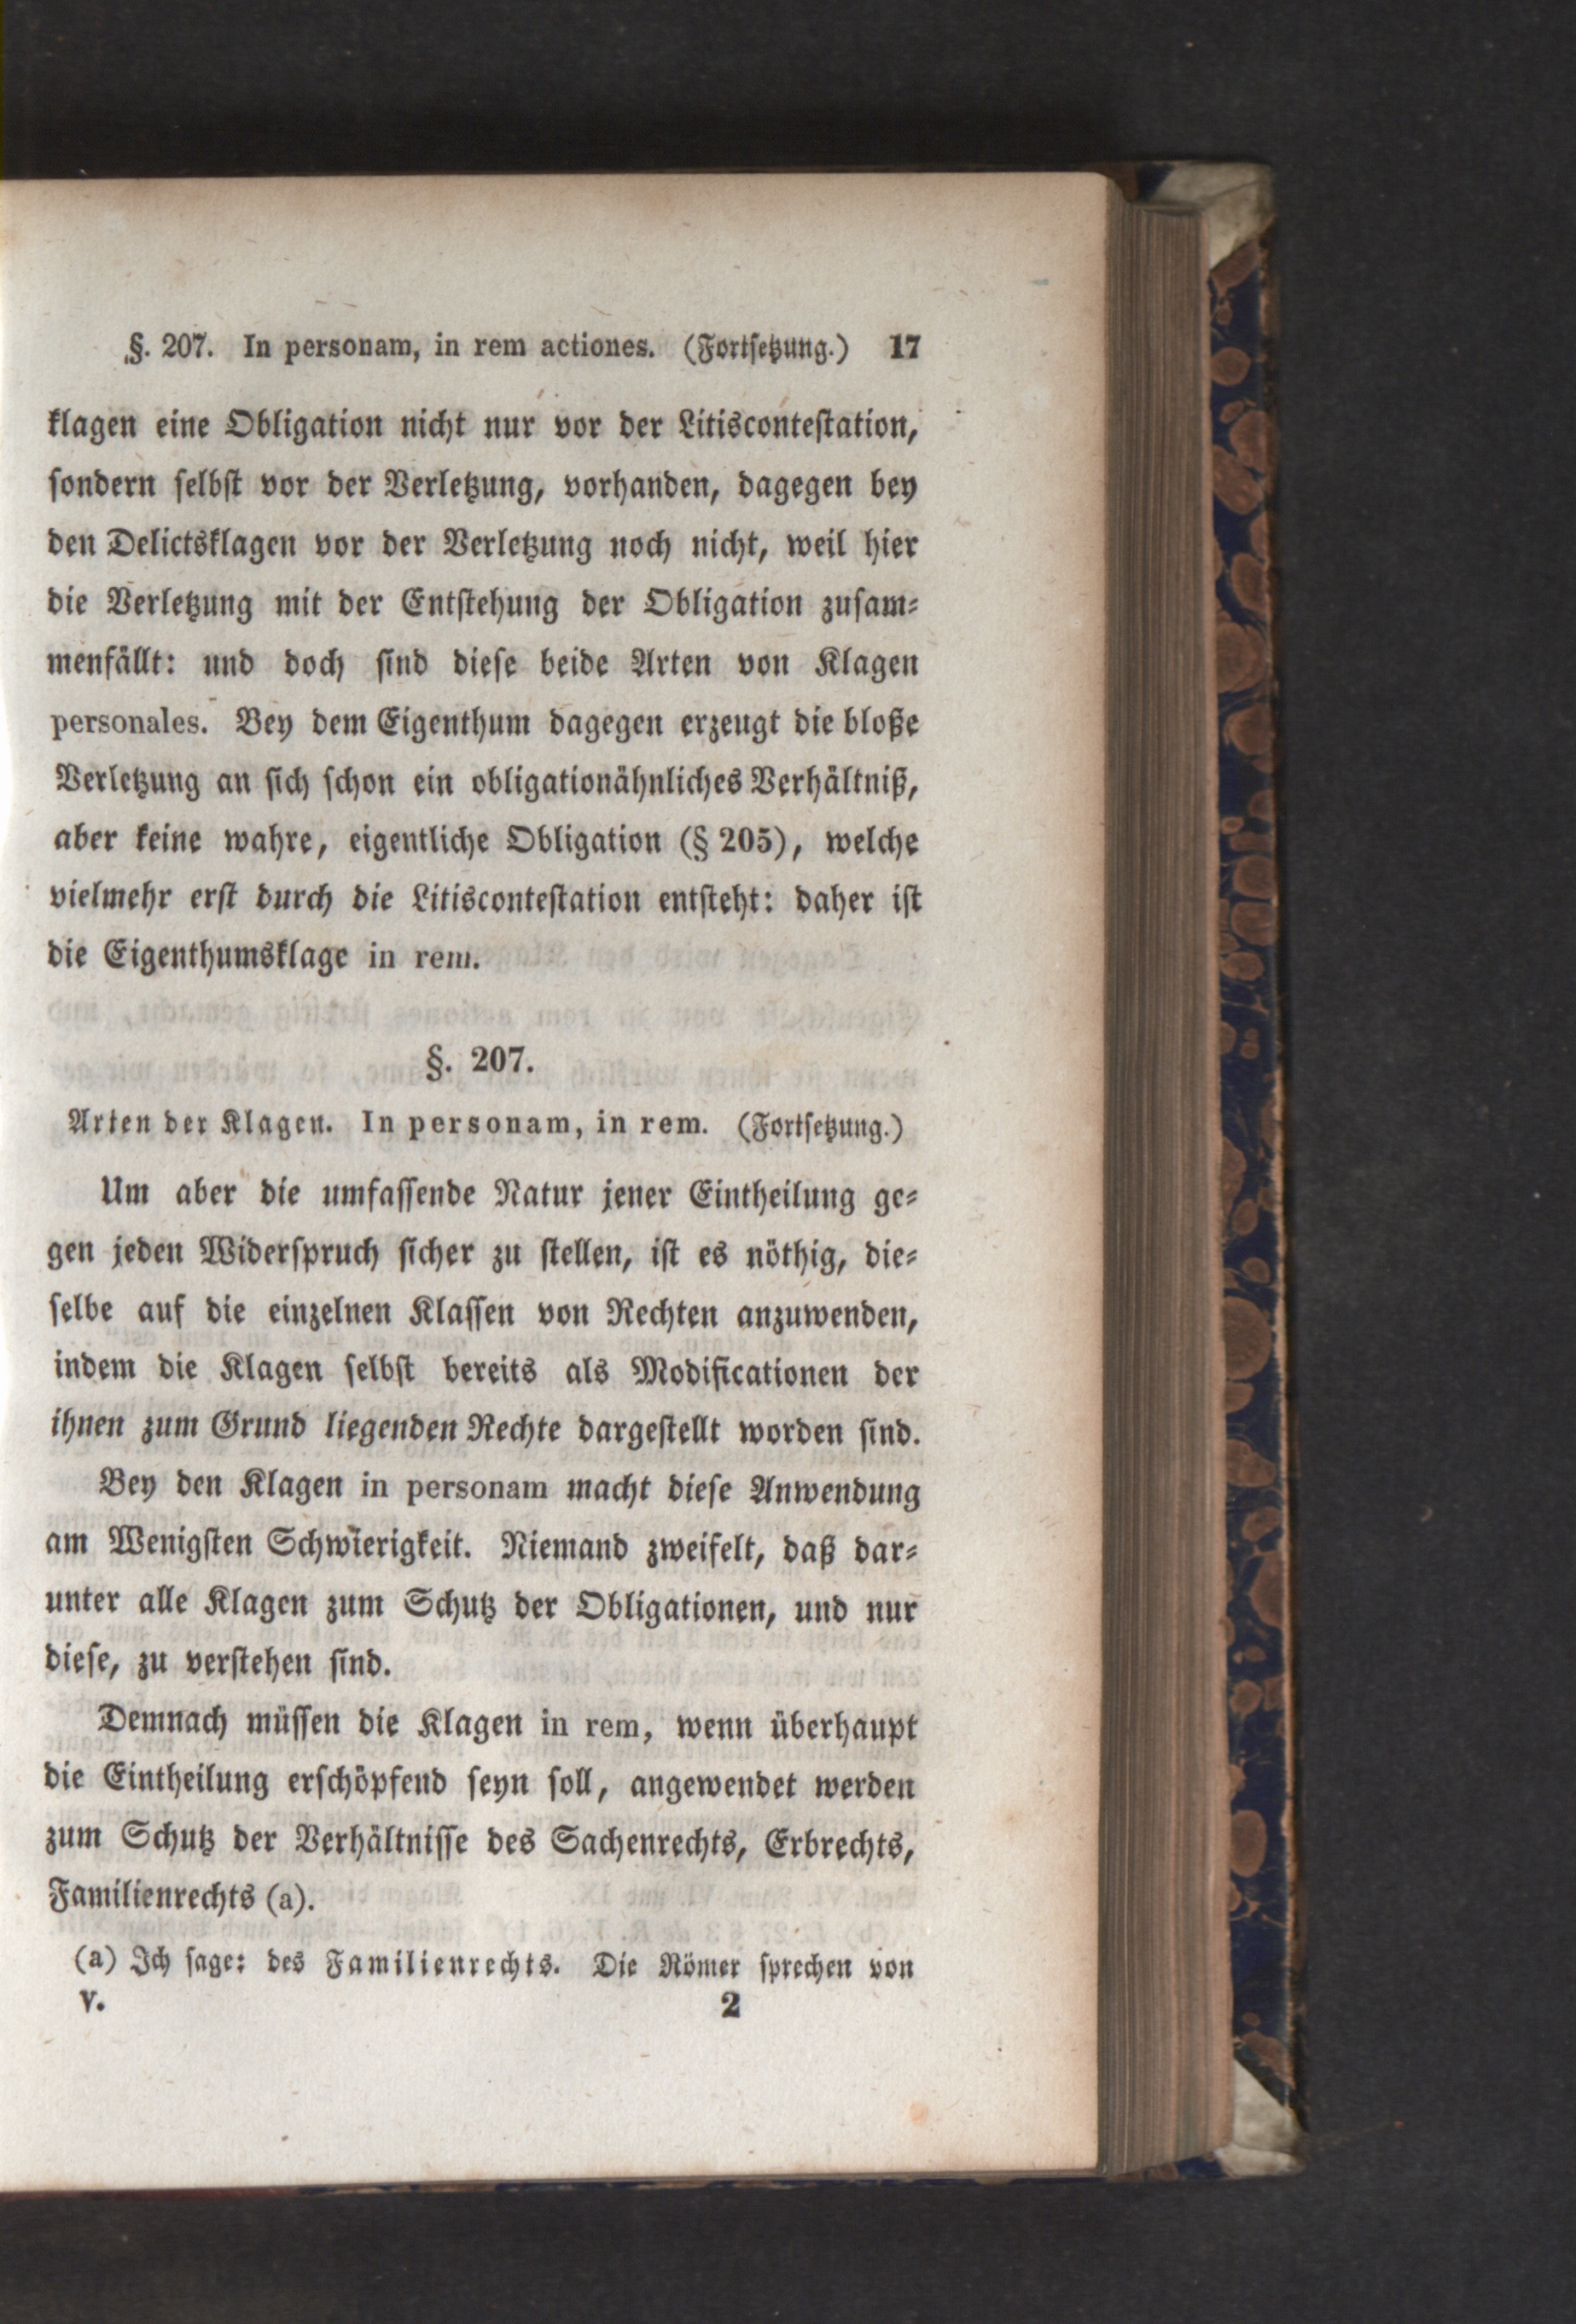 §. 207. In personam, in rem actiones. (Fortsetzung.) 17
klagen eine Obligation nicht nur vor der Litiscontestation,
sondern selbst vor der Verletzung, vorhanden, dagegen bey
den Delictsklagen vor der Verletzung noch nicht, weil hier
die Verletzung mit der Entstehung der Obligation zusam⸗
menfällt: und doch sind diese beide Arten von Klagen
personales. Bey dem Eigenthum dagegen erzeugt die bloße
Verletzung an sich schon ein obligationähnliches Verhältniß,
aber keine wahre, eigentliche Obligation (§ 205), welche
vielmehr erst durch die Litiscontestation entsteht: daher ist
die Eigenthumsklage in rem.
§. 207.
Arten der Klagen. In personam, in rem. (Fortsetzung.)
Um aber die umfassende Natur jener Eintheilung ge⸗
gen jeden Widerspruch sicher zu stellen, ist es nöthig, die⸗
selbe auf die einzelnen Klassen von Rechten anzuwenden,
indem die Klagen selbst bereits als Modificationen der
ihnen zum Grund liegenden Rechte dargestellt worden sind.
Bey den Klagen in personam macht diese Anwendung
am Wenigsten Schwierigkeit. Niemand zweifelt, daß dar⸗
unter alle Klagen zum Schutz der Obligationen, und nur
diese, zu verstehen sind.
Demnach müssen die Klagen in rem, wenn überhaupt
die Eintheilung erschöpfend seyn soll, angewendet werden
zum Schutz der Verhältnisse des Sachenrechts, Erbrechts,
Familienrechts (a).
(a) Ich sage: des Familienrechts. Die Römer sprechen von
V. 2